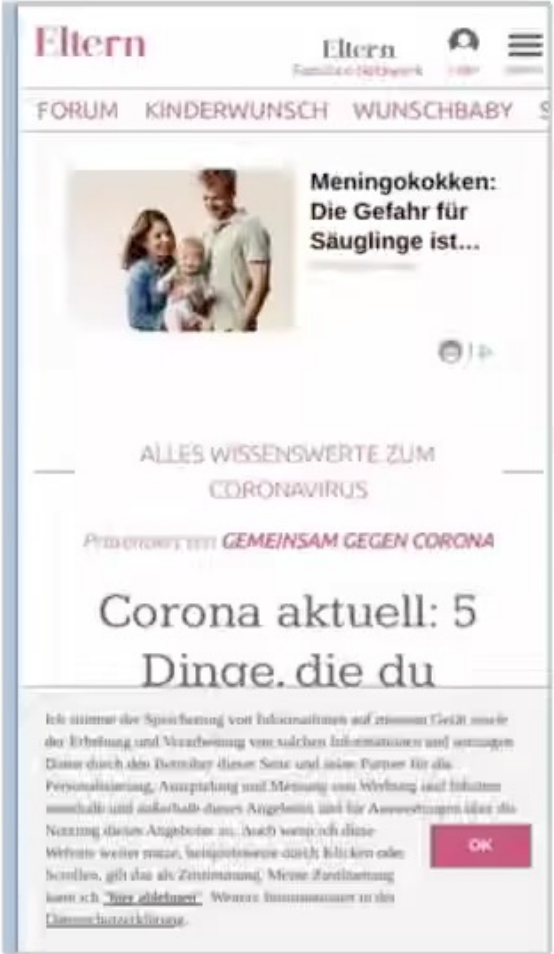 Eltern
Eltern
FORUM KINDERWUNSCH WUNSCHBABY S
Meningokokken:
Die Gefahr für
Säuglinge ist...
ALLES WISSENSWERTE ZUM
CORONAVIRUS
Präsentiert von GEMEINSAM GEGEN CORONA
Corona aktuell: 5
Dinge, die du
Ich stimme der Speicherung von Informationen auf meinem Gerät sowie
der Erhebung und Verarbeitung von solchen Informationen und sonstigen
Daten durch den Betreiber dieser Seite und seine Partner für die
Personalisierung, Ausspielung und Messung von Werbung und Inhalten
innerhalb und außerhalb dieses Angebotes und für Auswertungen über die
Nutzung dieses Angebotes zu. Auch wenn ich diese
Website weiter nutze, beispielsweise durch Klicken oder
Scrollen, gilt das als Zustimmung. Meine Zustimmung
kann ich "hier ablehnen". Weitere Informationen in der
Datenschutzerklärung.
OK